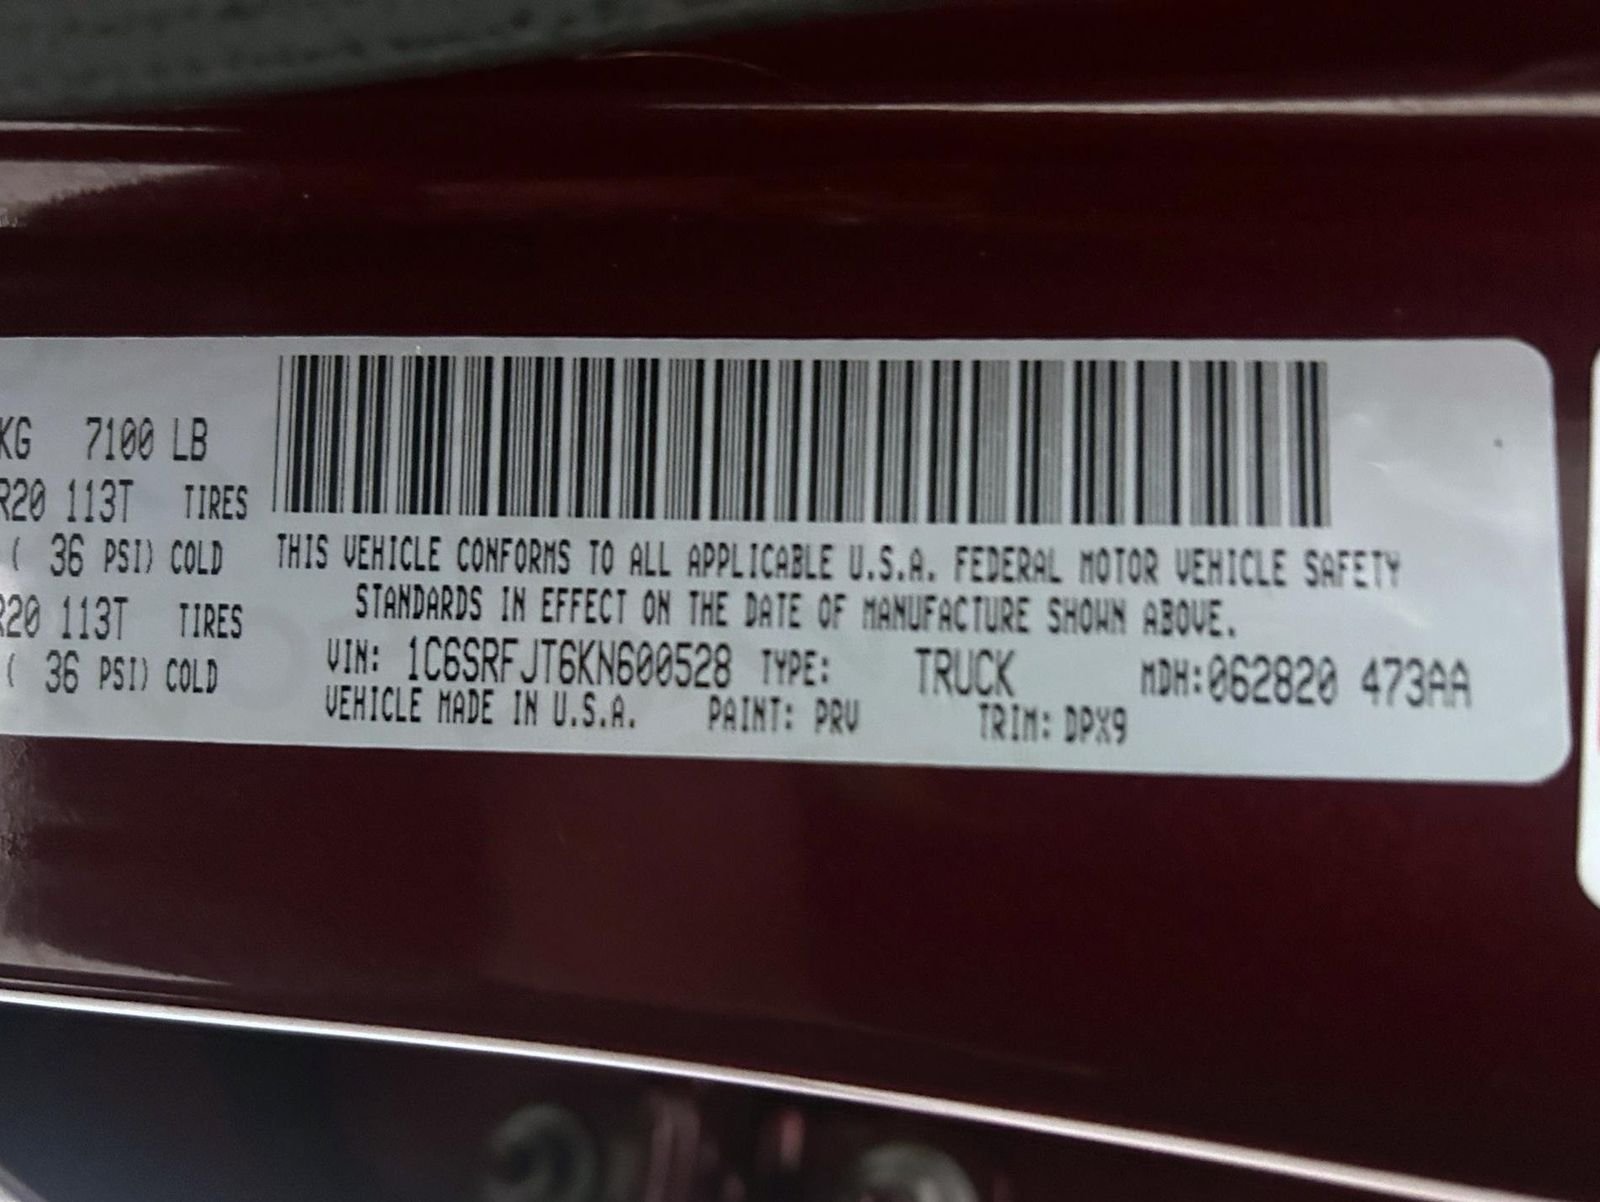 KG 7100 LB
R20 113T TIRES
( 36 PSI) COLD
R20 113T TIRES
( 36 PSI) COLD
THIS VEHICLE CONFORMS TO ALL APPLICABLE U.S.A. FEDERAL MOTOR VEHICLE SAFETY
STANDARDS IN EFFECT ON THE DATE OF MANUFACTURE SHOWN ABOVE.
VIN: 1C6SRFJT6KN600528 TYPE: TRUCK MDH:062820 473AA
VEHICLE MADE IN U.S.A. PAINT: PRV TRIM: DPX9